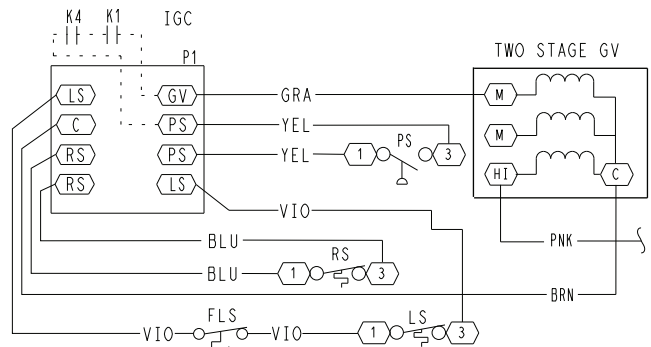 K4 K1 IGC
P1
TWO STAGE GV
LS GV GRA M
C PS YEL M
RS PS YEL 1 PS 3 HI C
RS LS
VIO
BLU PNK
RS
BLU 1 3
BRN
FLS LS
VIO VIO 1 3